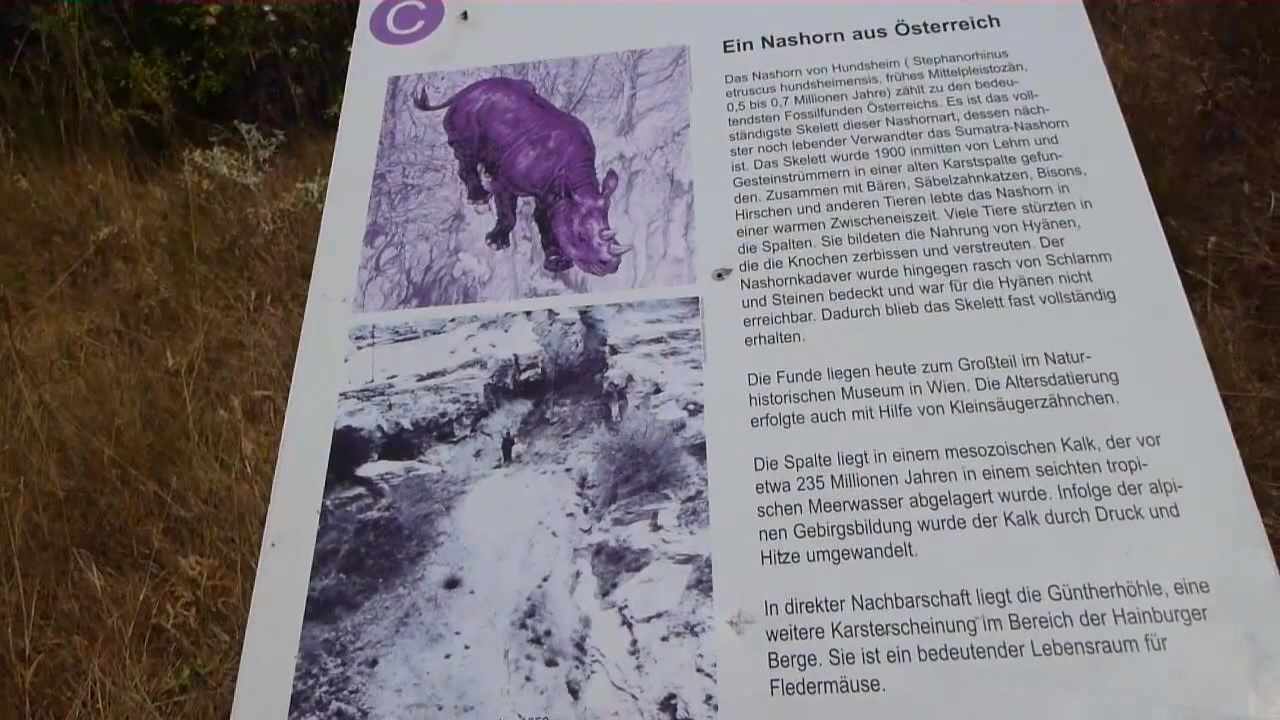 C
Ein Nashorn aus Österreich
Das Nashorn von Hundsheim ( Stephanorhinus
etruscus hundsheimensis, frühes Mittelpleistozän,
0,5 bis 0,7 Millionen Jahre) zählt zu den bedeu-
tendsten Fossilfunden Österreichs. Es ist das voll-
ständigste Skelett dieser Nashornart, dessen näch-
ster noch lebender Verwandter das Sumatra-Nashorn
ist. Das Skelett wurde 1900 inmitten von Lehm und
Gesteinstrümmern in einer alten Karstspalte gefun-
den. Zusammen mit Bären, Säbelzahnkatzen, Bisons,
Hirschen und anderen Tieren lebte das Nashorn in
einer warmen Zwischeneiszeit. Viele Tiere stürzten in
die Spalten. Sie bildeten die Nahrung von Hyänen,
die die Knochen zerbissen und verstreuten. Der
Nashornkadaver wurde hingegen rasch von Schlamm
und Steinen bedeckt und war für die Hyänen nicht
erreichbar. Dadurch blieb das Skelett fast vollständig
erhalten.
Die Funde liegen heute zum Großteil im Natur-
historischen Museum in Wien. Die Altersdatierung
erfolgte auch mit Hilfe von Kleinsäugerzähnchen.
Die Spalte liegt in einem mesozoischen Kalk, der vor
etwa 235 Millionen Jahren in einem seichten tropi-
schen Meerwasser abgelagert wurde. Infolge der alpi-
nen Gebirgsbildung wurde der Kalk durch Druck und
Hitze umgewandelt.
In direkter Nachbarschaft liegt die Güntherhöhle, eine
weitere Karsterscheinung im Bereich der Hainburger
Berge. Sie ist ein bedeutender Lebensraum für
Fledermäuse.